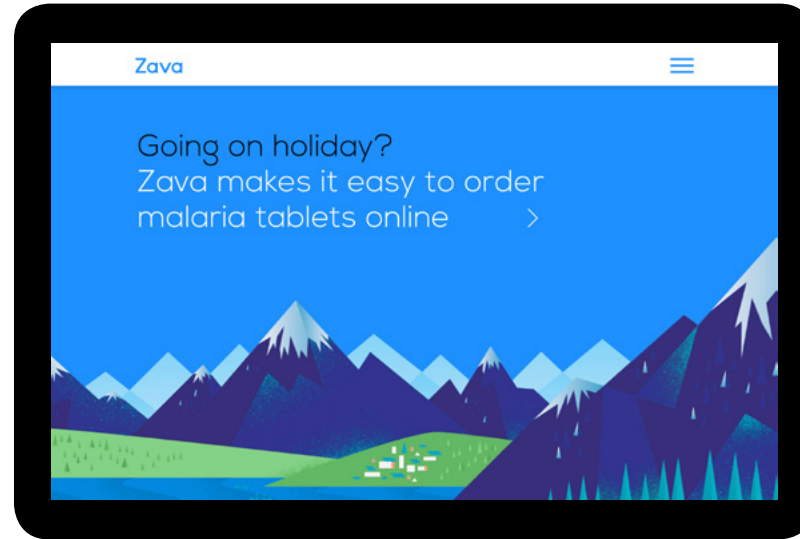 Zava
Going on holiday?
Zava makes it easy to order
malaria tablets online